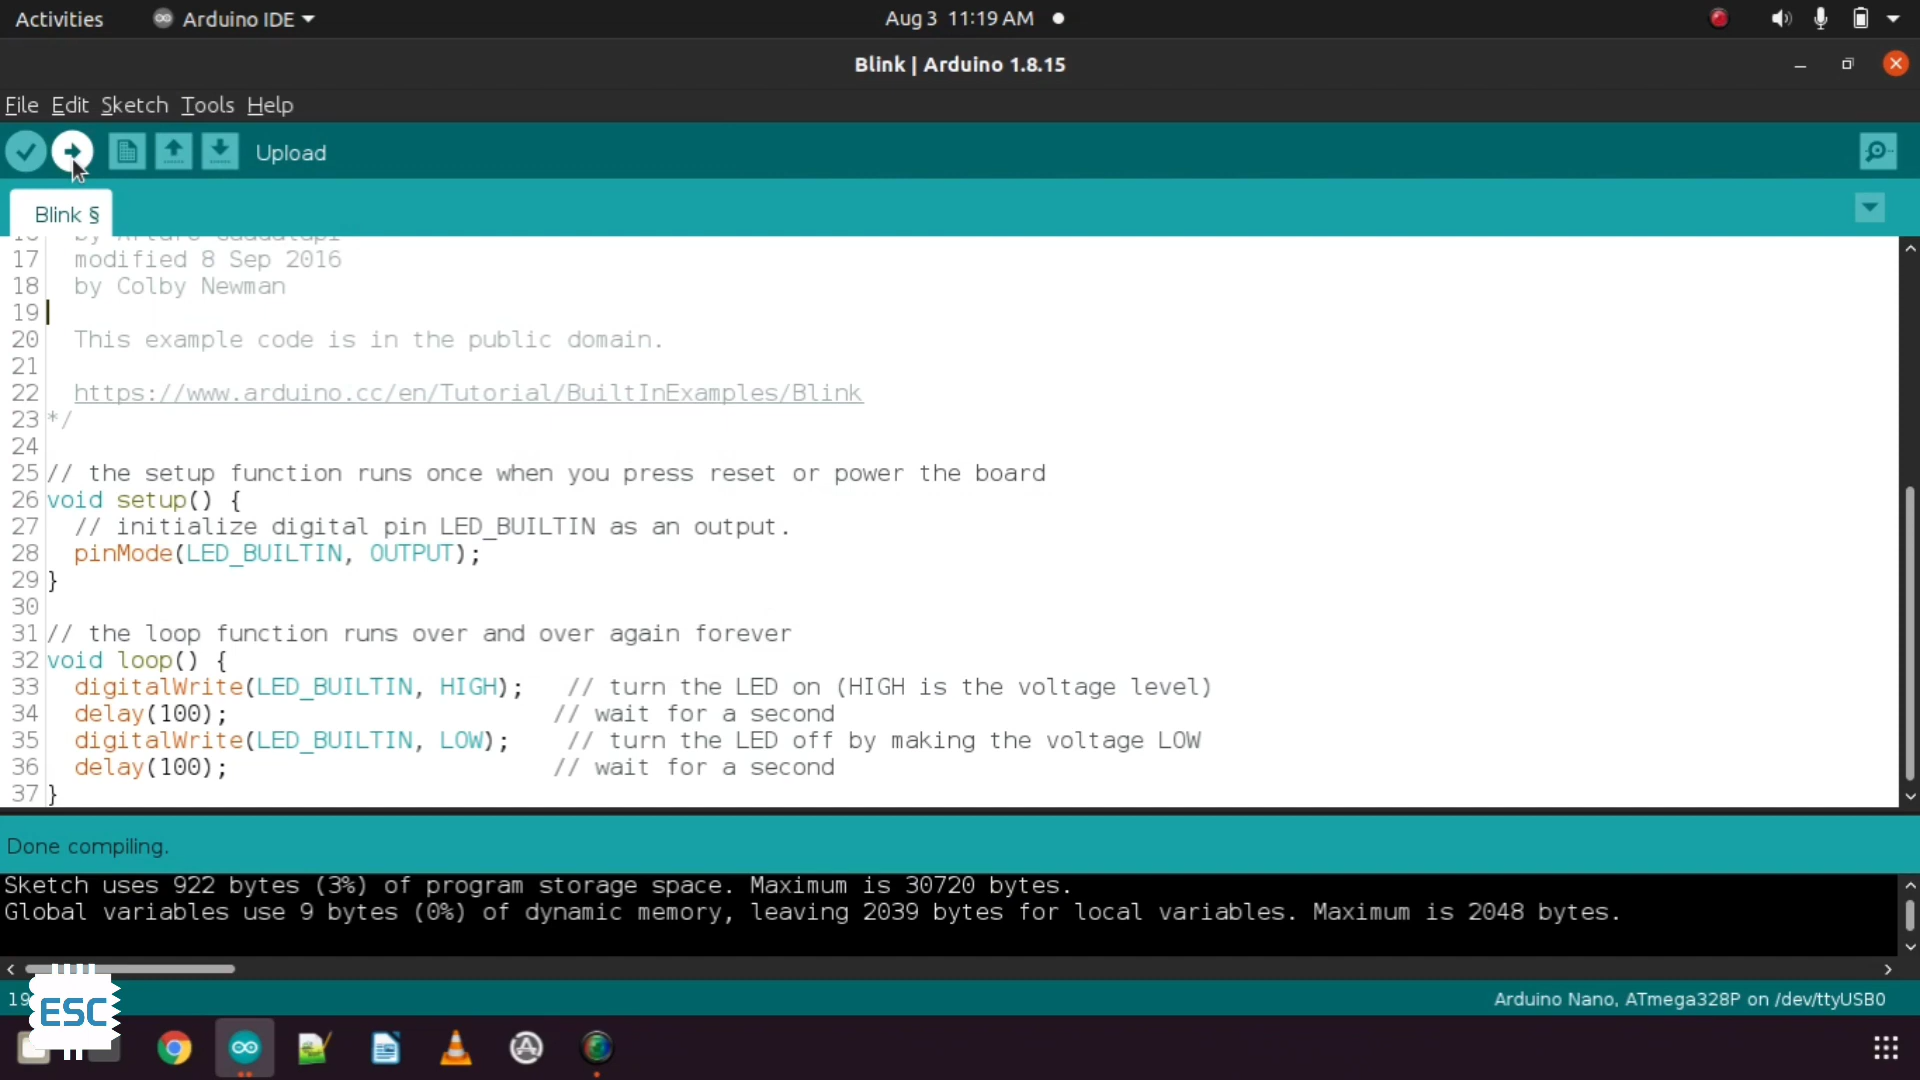 Activities Arduino IDE Aug 3 11:19 AM
Blink | Arduino 1.8.15
File Edit Sketch Tools Help
Upload
Blink §
17 modified 8 Sep 2016
18 by Colby Newman
19
20 This example code is in the public domain.
21
22 https://www.arduino.cc/en/Tutorial/BuiltInExamples/Blink
23 */
24
25 // the setup function runs once when you press reset or power the board
26 void setup() {
27 // initialize digital pin LED_BUILTIN as an output.
28 pinMode(LED_BUILTIN, OUTPUT);
29 }
30
31 // the loop function runs over and over again forever
32 void loop() {
33 digitalWrite(LED_BUILTIN, HIGH); // turn the LED on (HIGH is the voltage level)
34 delay(100); // wait for a second
35 digitalWrite(LED_BUILTIN, LOW); // turn the LED off by making the voltage LOW
36 delay(100); // wait for a second
37 }
Done compiling.
Sketch uses 922 bytes (3%) of program storage space. Maximum is 30720 bytes.
Global variables use 9 bytes (0%) of dynamic memory, leaving 2039 bytes for local variables. Maximum is 2048 bytes.
19 Arduino Nano, ATmega328P on /dev/ttyUSB0
ESC